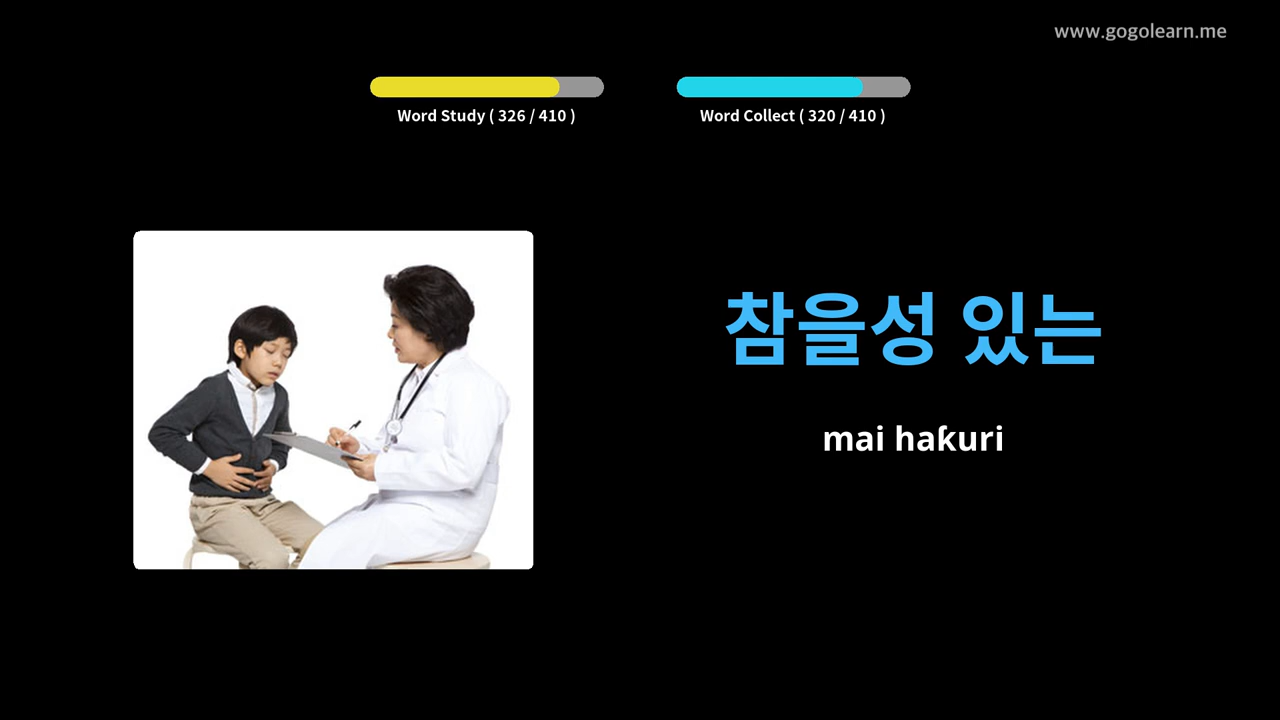 www.gogolearn.me
Word Study ( 326 / 410 )
Word Collect ( 320 / 410 )
참을성 있는
mai haƙuri